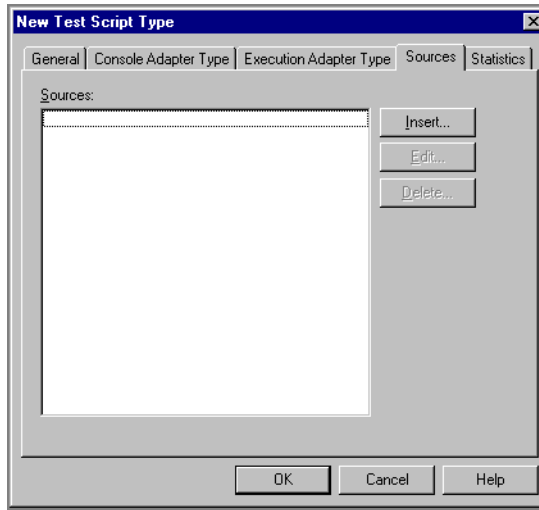 New Test Script Type
General Console Adapter Type Execution Adapter Type Sources Statistics
Sources:
Insert...
Edit...
Delete...
OK Cancel Help